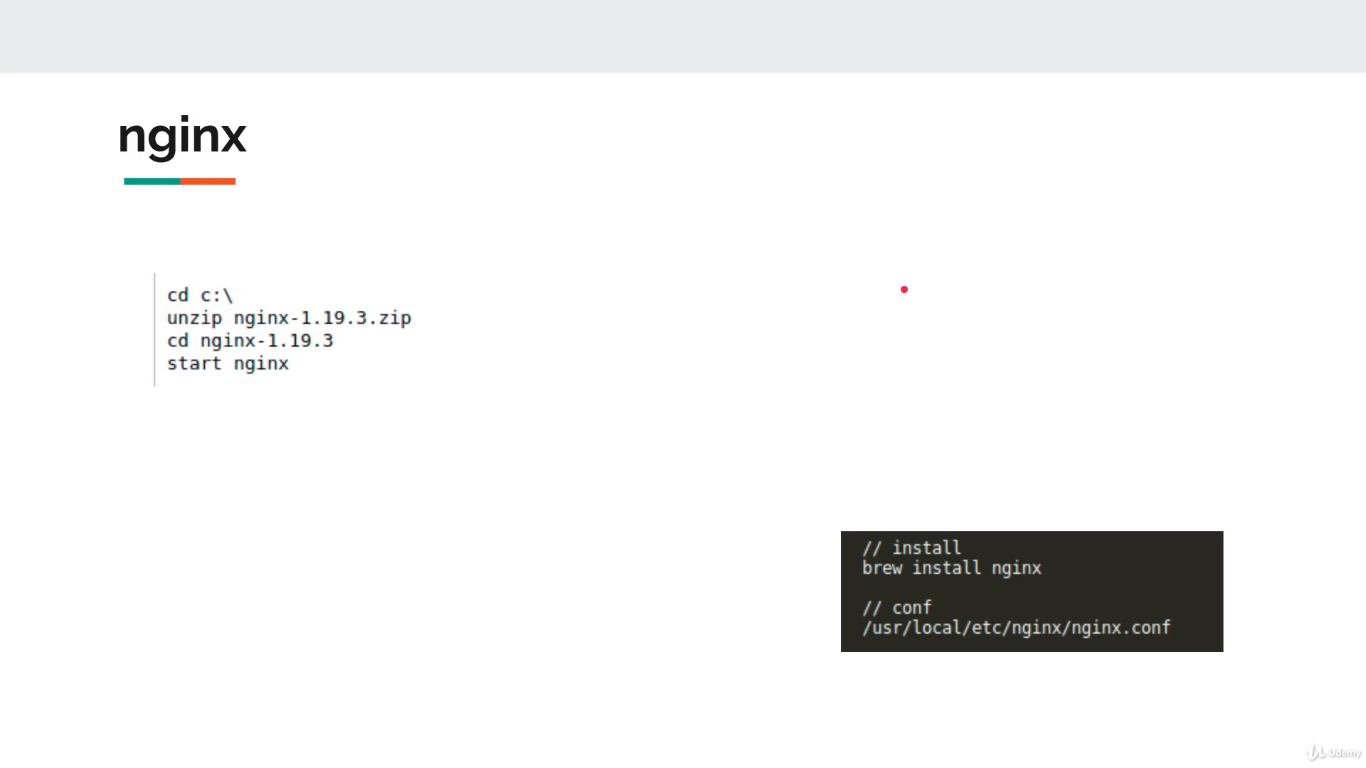 nginx
cd c:\
unzip nginx-1.19.3.zip
cd nginx-1.19.3
start nginx
// install
brew install nginx
// conf
/usr/local/etc/nginx/nginx.conf
Udemy